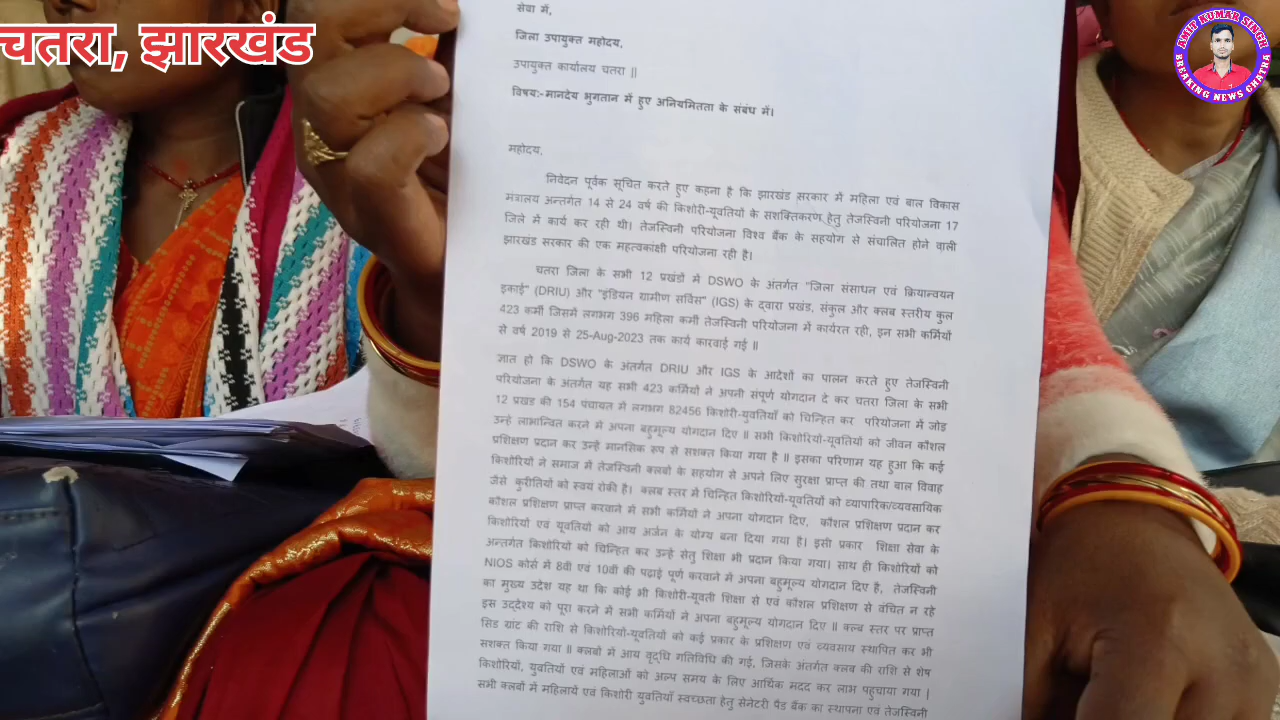 चतरा, झारखंड
AMIT KUMAR SINGH
BREAKING NEWS CHATRA
सेवा में,
जिला उपायुक्त महोदय,
उपायुक्त कार्यालय चतरा ||
विषय:- मानदेय भुगतान में हुए अनियमितता के संबंध में।
महोदय,
निवेदन पूर्वक सूचित करते हुए कहना है कि झारखंड सरकार में महिला एवं बाल विकास
मंत्रालय अन्तर्गत 14 से 24 वर्ष की किशोरी-यूवतियों के सशक्तिकरण हेतु तेजस्विनी परियोजना 17
जिले में कार्य कर रही थी। तेजस्विनी परियोजना विश्व बैंक के सहयोग से संचालित होने वाली
झारखंड सरकार की एक महत्वकांक्षी परियोजना रही है।
चतरा जिला के सभी 12 प्रखंडो में DSWO के अंतर्गत "जिला संसाधन एवं क्रियान्वयन
इकाई" (DRIU) और "इंडियन ग्रामीण सर्विस" (IGS) के द्वारा प्रखंड, संकुल और क्लब स्तरीय कुल
423 कर्मी जिसमे लगभग 396 महिला कर्मी तेजस्विनी परियोजना में कार्यरत रही, इन सभी कर्मियों
से वर्ष 2019 से 25-Aug-2023 तक कार्य कारवाई गई ||
ज्ञात हो कि DSWO के अंतर्गत DRIU और IGS के आदेशों का पालन करते हुए तेजस्विनी
परियोजना के अंतर्गत यह सभी 423 कर्मियों ने अपनी संपूर्ण योगदान दे कर चतरा जिला के सभी
12 प्रखंड की 154 पंचायत में लगभग 82456 किशोरी-युवतियों को चिन्हित कर परियोजना में जोड़
उन्हें लाभान्वित करने में अपना बहुमूल्य योगदान दिए || सभी किशोरियों-यूवतियों को जीवन कौशल
प्रशिक्षण प्रदान कर उन्हें मानसिक रूप से सशक्त किया गया है || इसका परिणाम यह हुआ कि कई
किशोरियों ने समाज में तेजस्विनी क्लबों के सहयोग से अपने लिए सुरक्षा प्राप्त की तथा बाल विवाह
जैसे कुरीतियों को स्वय रोकी है। क्लब स्तर में चिन्हित किशोरियों-यूवतियों को व्यापारिक/व्यवसायिक
कौशल प्रशिक्षण प्राप्त करवाने में सभी कर्मियों ने अपना योगदान दिए, कौशल प्रशिक्षण प्रदान कर
किशोरियों एवं यूवतियों को आय अर्जन के योग्य बना दिया गया है। इसी प्रकार शिक्षा सेवा के
अन्तर्गत किशोरियों को चिन्हित कर उन्हें सेतु शिक्षा भी प्रदान किया गया। साथ ही किशोरियों को
NIOS कोर्स में 8वी एवं 10वी की पढ़ाई पूर्ण करवाने में अपना बहुमूल्य योगदान दिए है, तेजस्विनी
का मुख्य उदेश यह था कि कोई भी किशोरी-यूवती शिक्षा से एवं कौशल प्रशिक्षण से वंचित न रहे
इस उद्देश्य को पूरा करने में सभी कर्मियों ने अपना बहुमूल्य योगदान दिए || क्ल्ब स्तर पर प्राप्त
सिड ग्रांट की राशि से किशोरियों-यूवतियों को कई प्रकार के प्रशिक्षण एवं व्यवसाय स्थापित कर भी
सशक्त किया गया || क्लबों में आय वृद्धि गतिविधि की गई, जिसके अंतर्गत क्लब की राशि से शेष
किशोरियों, युवतियों एवं महिलाओं को अल्प समय के लिए आर्थिक मदद कर लाभ पहुचाया गया |
सभी क्लबों में महिलाये एवं किशोरी युवतियाँ स्वच्छता हेतु सेनेटरी पैड बैंक का स्थापना एवं तेजस्विनी